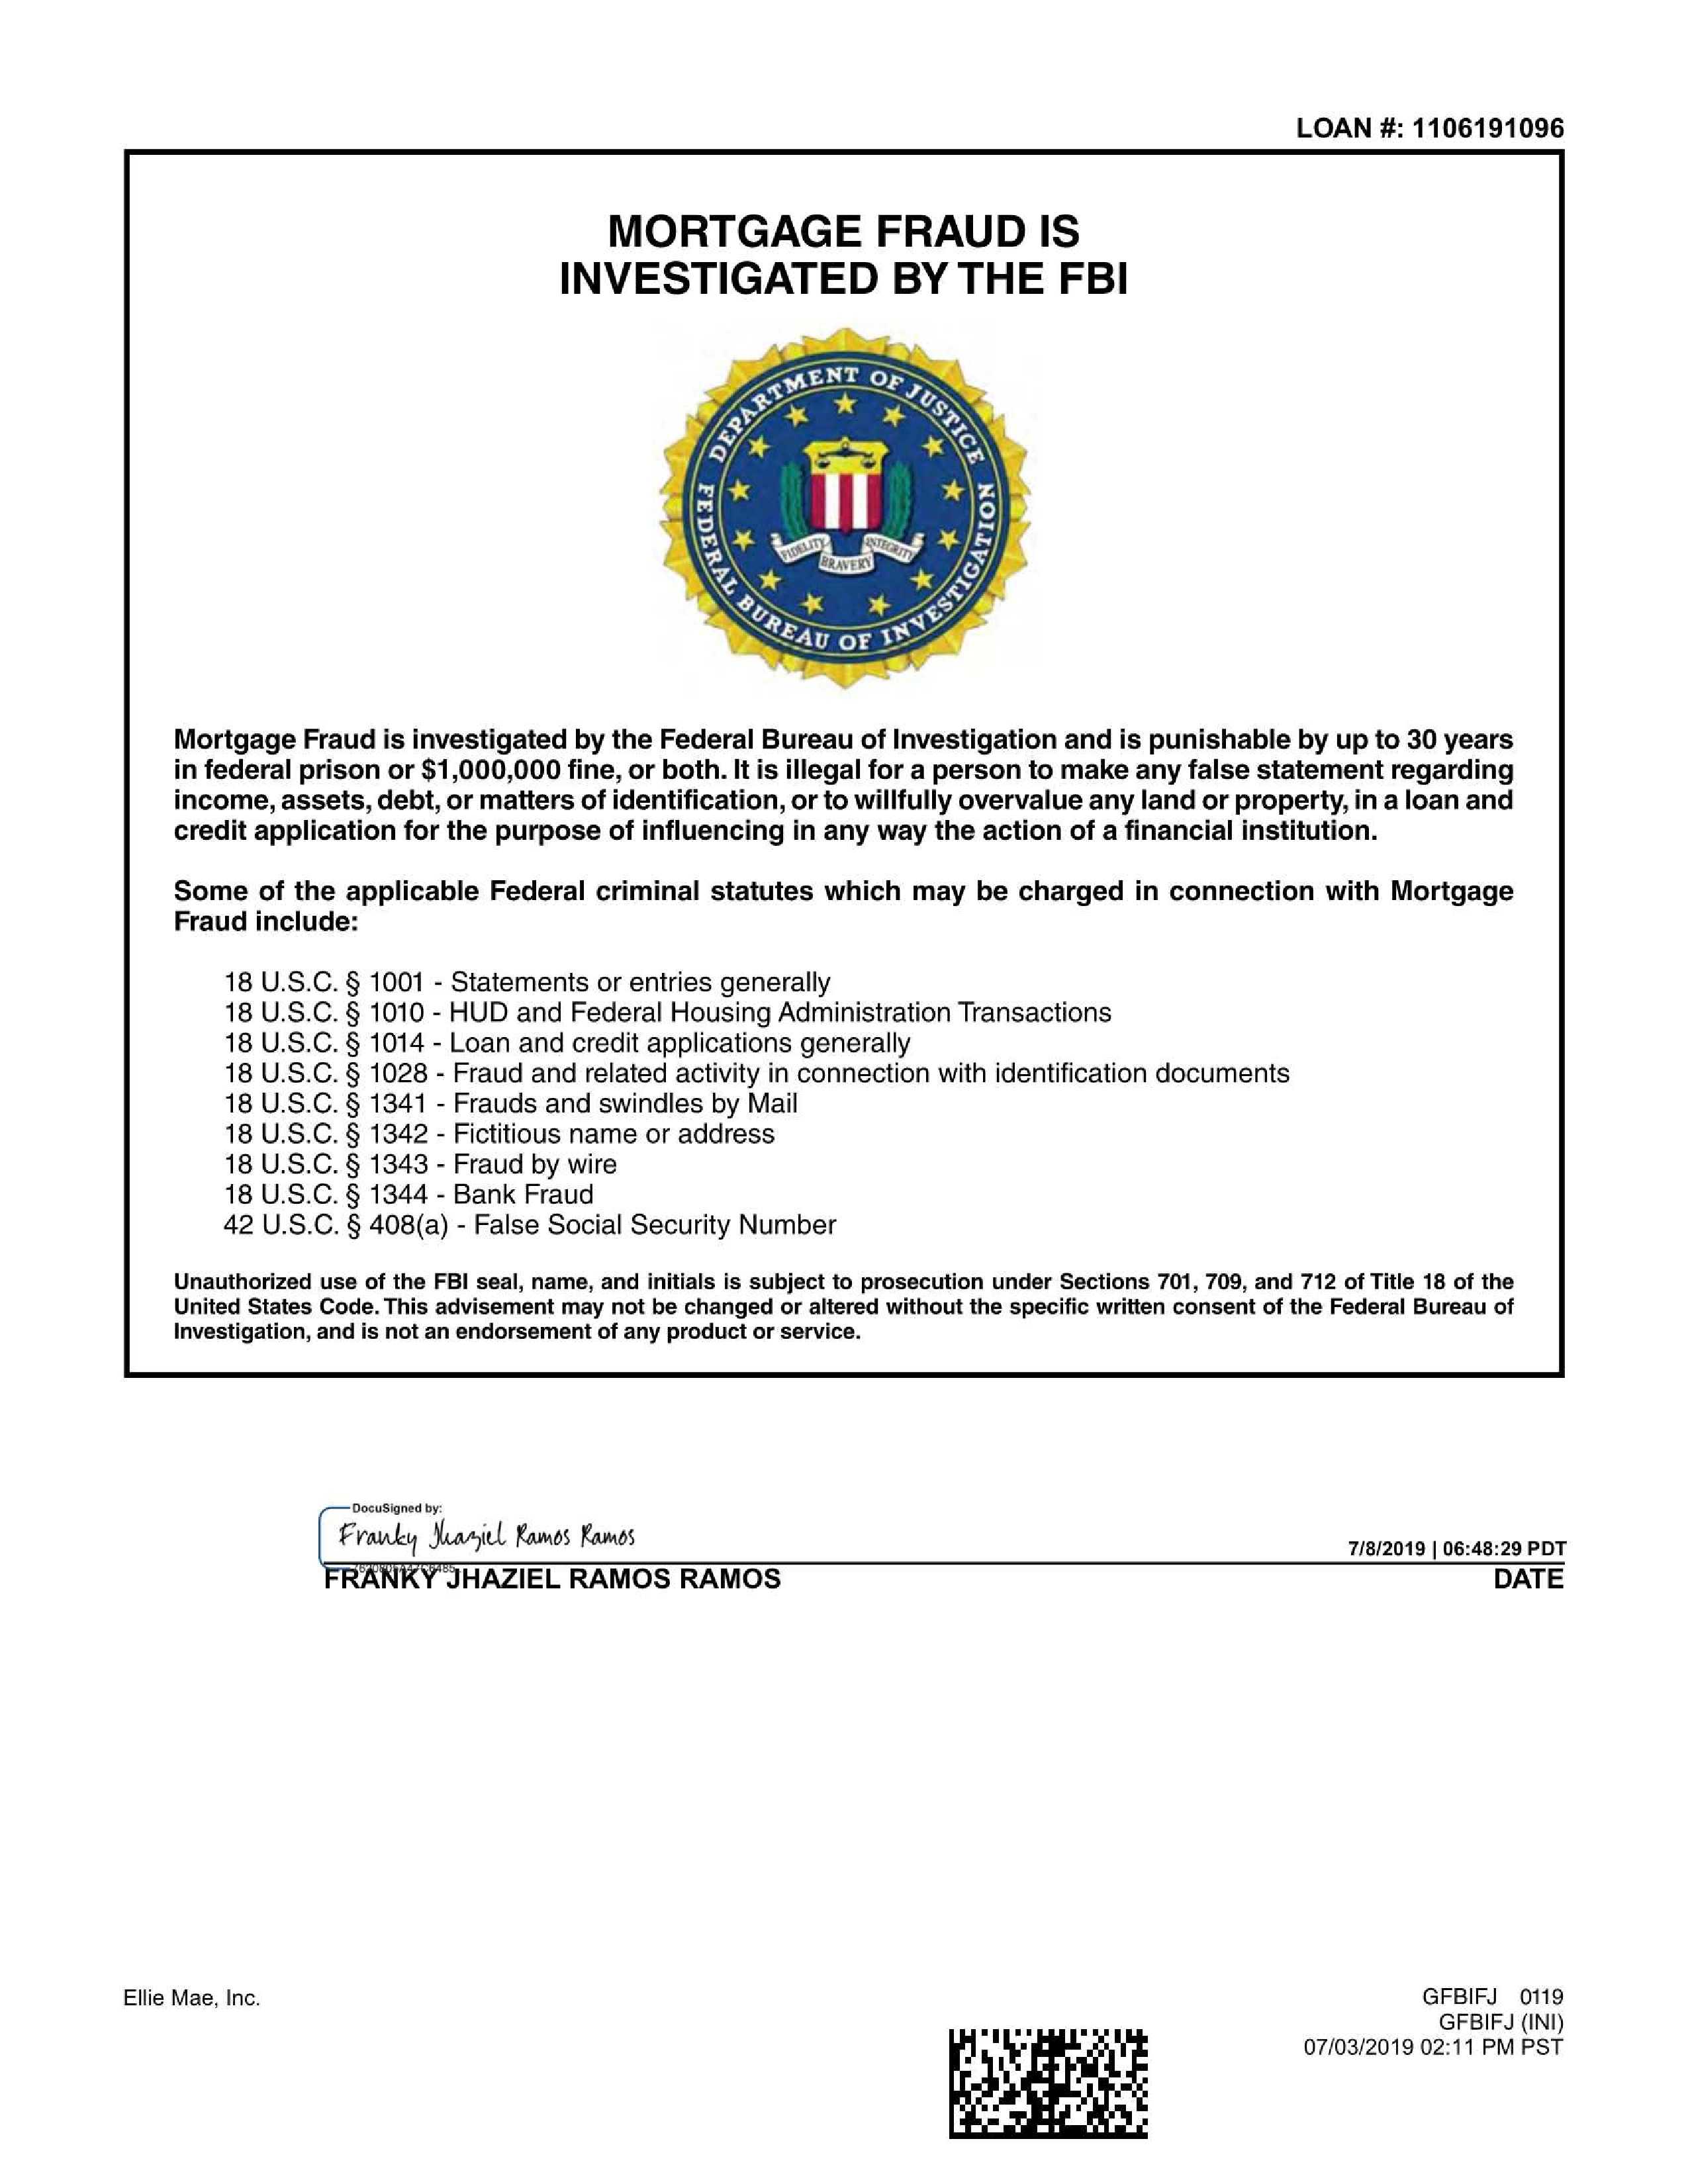 LOAN #: 1106191096
MORTGAGE FRAUD IS
INVESTIGATED BY THE FBI
DEPARTMENT OF JUSTICE
FEDERAL BUREAU OF INVESTIGATION
FIDELITY BRAVERY INTEGRITY
Mortgage Fraud is investigated by the Federal Bureau of Investigation and is punishable by up to 30 years
in federal prison or $1,000,000 fine, or both. It is illegal for a person to make any false statement regarding
income, assets, debt, or matters of identification, or to willfully overvalue any land or property, in a loan and
credit application for the purpose of influencing in any way the action of a financial institution.
Some of the applicable Federal criminal statutes which may be charged in connection with Mortgage
Fraud include:
18 U.S.C. § 1001 - Statements or entries generally
18 U.S.C. § 1010 - HUD and Federal Housing Administration Transactions
18 U.S.C. § 1014 - Loan and credit applications generally
18 U.S.C. § 1028 - Fraud and related activity in connection with identification documents
18 U.S.C. § 1341 - Frauds and swindles by Mail
18 U.S.C. § 1342 - Fictitious name or address
18 U.S.C. § 1343 - Fraud by wire
18 U.S.C. § 1344 - Bank Fraud
42 U.S.C. § 408(a) - False Social Security Number
Unauthorized use of the FBI seal, name, and initials is subject to prosecution under Sections 701, 709, and 712 of Title 18 of the
United States Code. This advisement may not be changed or altered without the specific written consent of the Federal Bureau of
Investigation, and is not an endorsement of any product or service.
DocuSigned by:
Franky Jhaziel Ramos Ramos
7/8/2019 | 06:48:29 PDT
FRANKY JHAZIEL RAMOS RAMOS
DATE
Ellie Mae, Inc.
GFBIFJ 0119
GFBIFJ (INI)
07/03/2019 02:11 PM PST